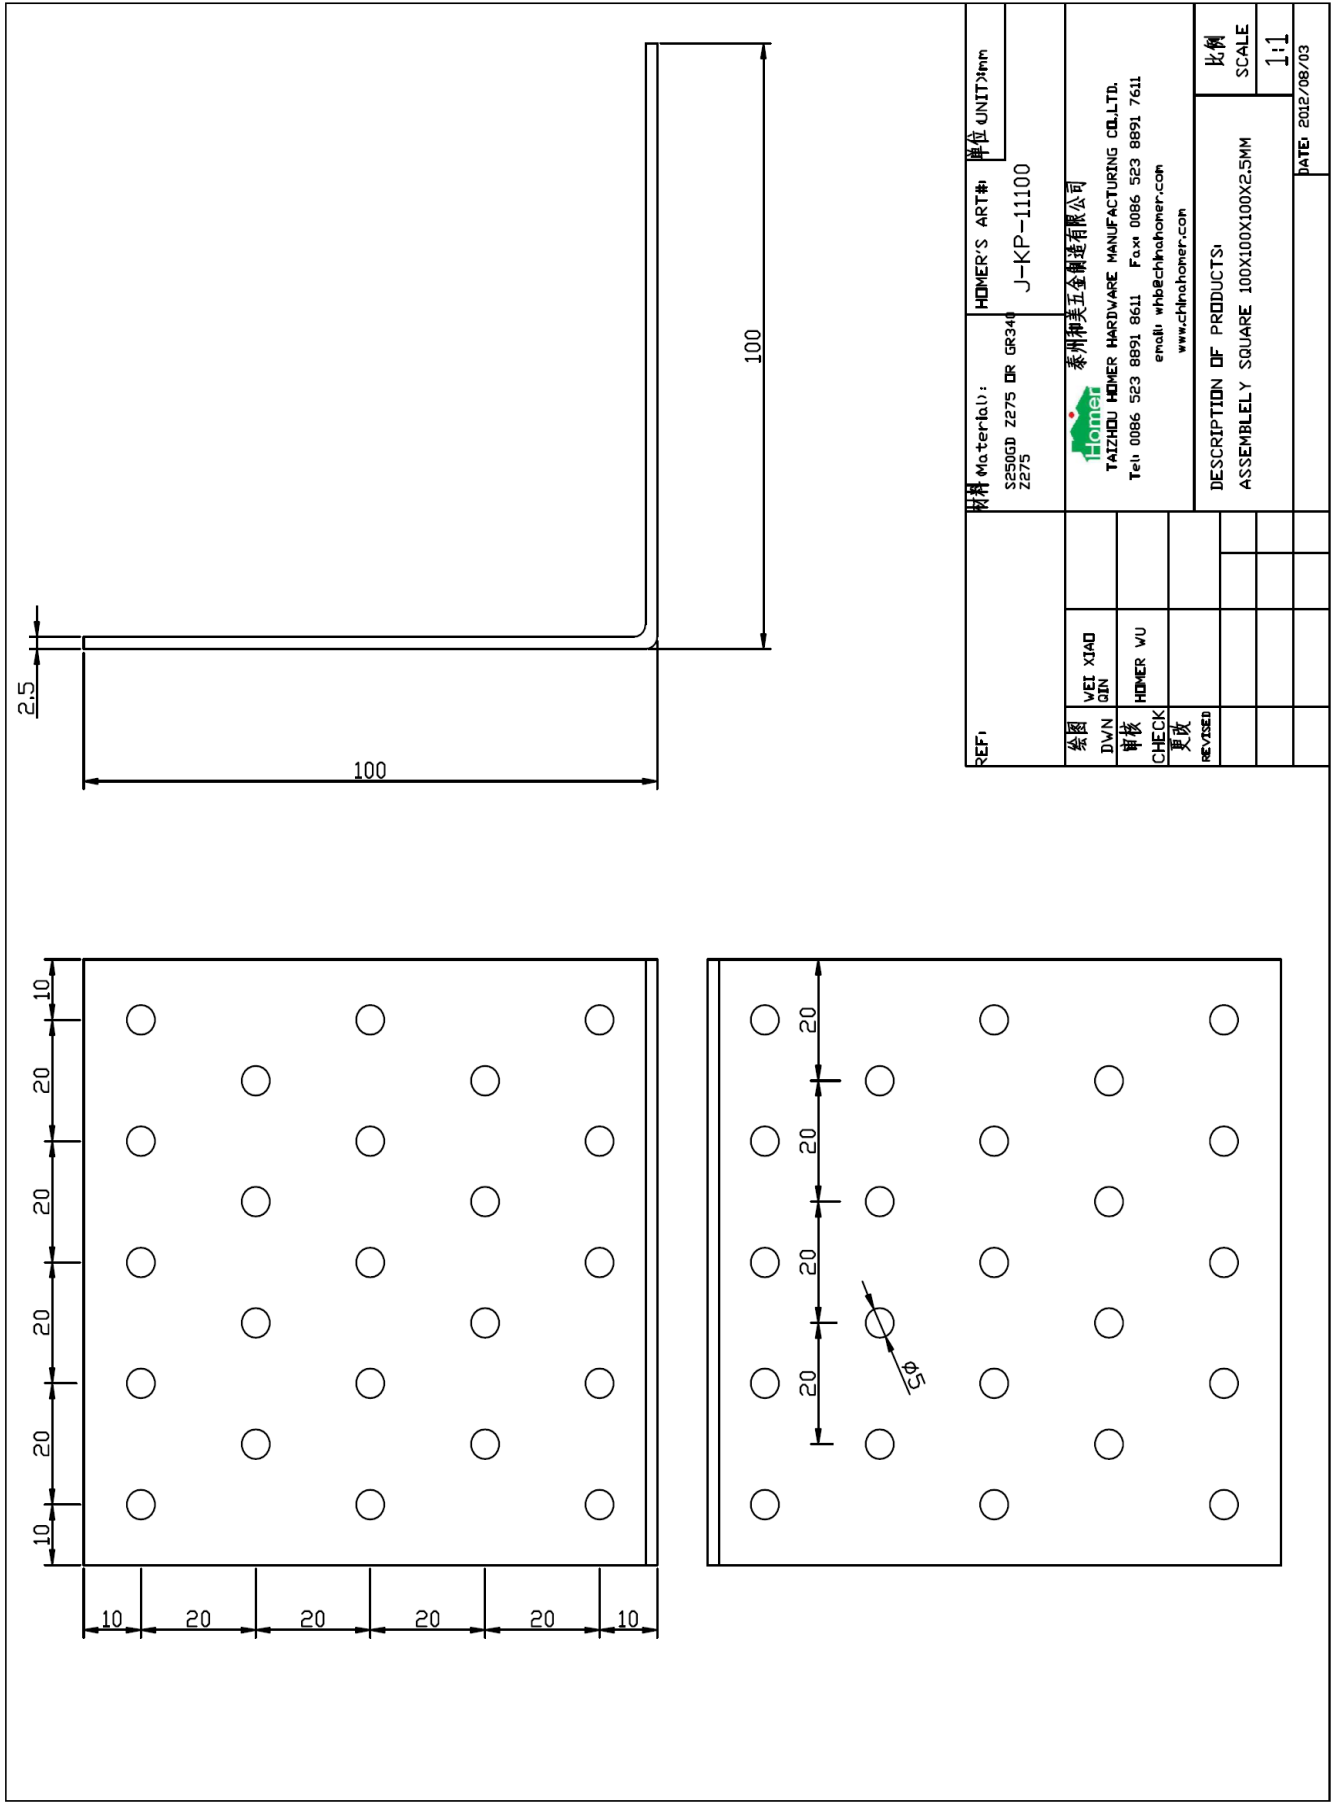 2.5
100
100
10
20
20
20
20
10
10
20
20
20
20
10
20
20
20
20
Φ5
REF:
材料(Material):
S250GD Z275 OR GR340
Z275
HOMER'S ART#:
J-KP-11100
单位(UNIT):mm
绘图
DWN
WEI XIAO
QIN
审核
CHECK
HOMER WU
更改
REVISED
Homer
泰州和美五金制造有限公司
TAIZHOU HOMER HARDWARE MANUFACTURING CO.,LTD.
Tel: 0086 523 8891 8611 Fax: 0086 523 8891 7611
email: whb@chinahomer.com
www.chinahomer.com
DESCRIPTION OF PRODUCTS:
ASSEMBLELY SQUARE 100X100X100X2.5MM
比例
SCALE
1:1
DATE: 2012/08/03